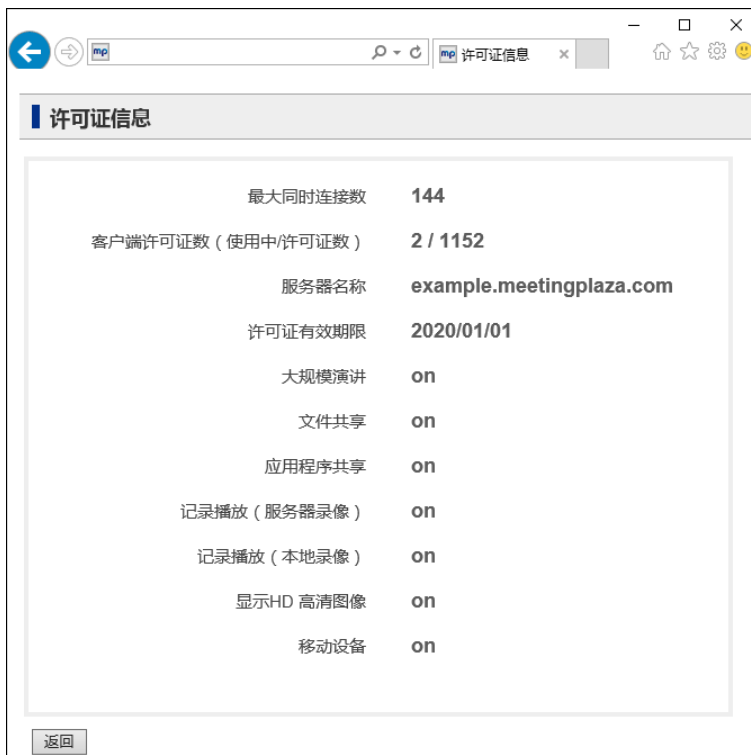 mp
mp 许可证信息
许可证信息
最大同时连接数 144
客户端许可证数 ( 使用中/许可证数 ) 2 / 1152
服务器名称 example.meetingplaza.com
许可证有效期限 2020/01/01
大规模演讲 on
文件共享 on
应用程序共享 on
记录播放 ( 服务器录像 ) on
记录播放 ( 本地录像 ) on
显示HD 高清图像 on
移动设备 on
返回